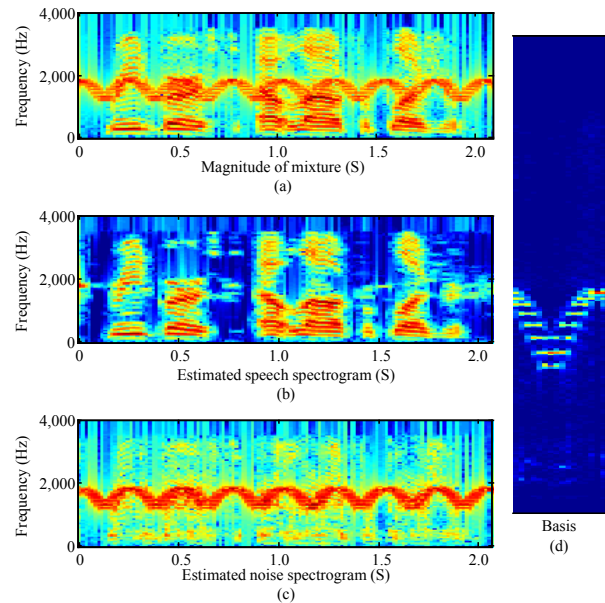 Frequency (Hz)
4,000
2,000
0
0
0.5
1.0
1.5
2.0
Magnitude of mixture (S)
(a)
Frequency (Hz)
4,000
2,000
0
0
0.5
1.0
1.5
2.0
Estimated speech spectrogram (S)
(b)
Frequency (Hz)
4,000
2,000
0
0
0.5
1.0
1.5
2.0
Estimated noise spectrogram (S)
(c)
Basis
(d)